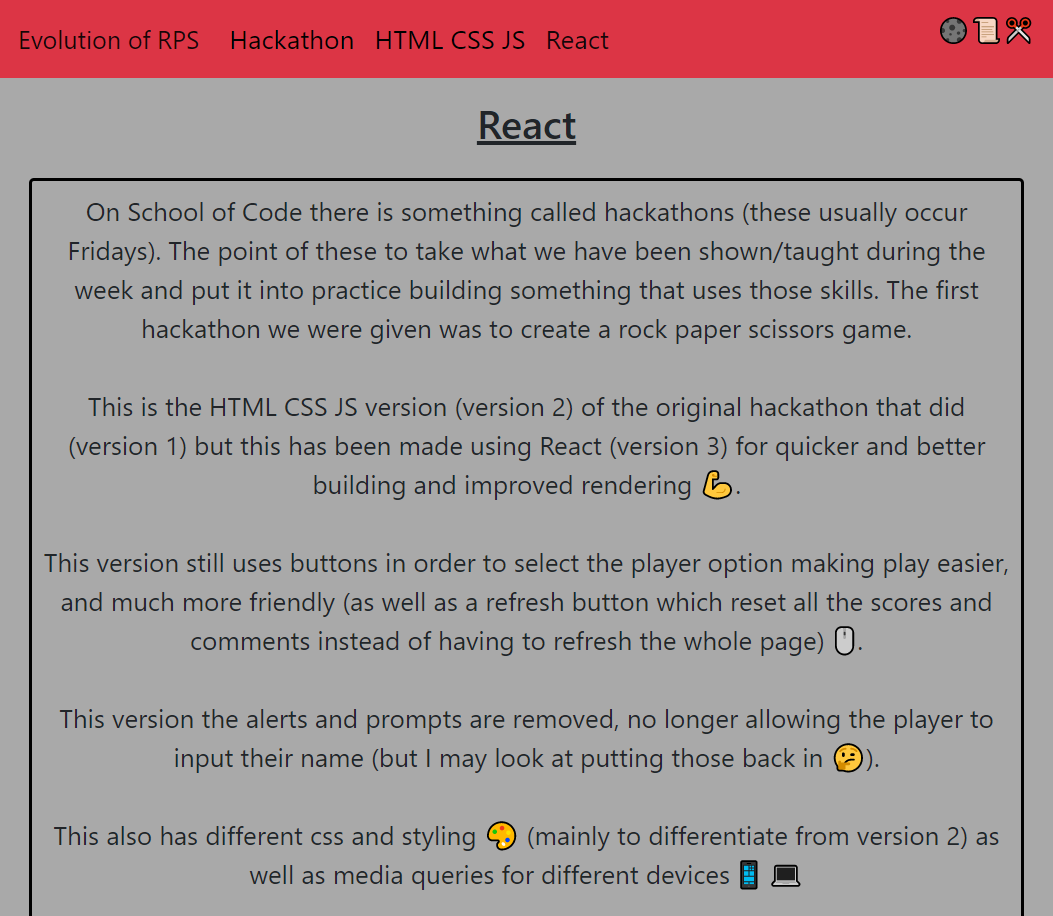 Evolution of RPS Hackathon HTML CSS JS React 🌑📜✂
React
On School of Code there is something called hackathons (these usually occur
Fridays). The point of these to take what we have been shown/taught during the
week and put it into practice building something that uses those skills. The first
hackathon we were given was to create a rock paper scissors game.
This is the HTML CSS JS version (version 2) of the original hackathon that did
(version 1) but this has been made using React (version 3) for quicker and better
building and improved rendering 💪.
This version still uses buttons in order to select the player option making play easier,
and much more friendly (as well as a refresh button which reset all the scores and
comments instead of having to refresh the whole page) 🖱.
This version the alerts and prompts are removed, no longer allowing the player to
input their name (but I may look at putting those back in 🤔).
This also has different css and styling 🎨 (mainly to differentiate from version 2) as
well as media queries for different devices📱💻